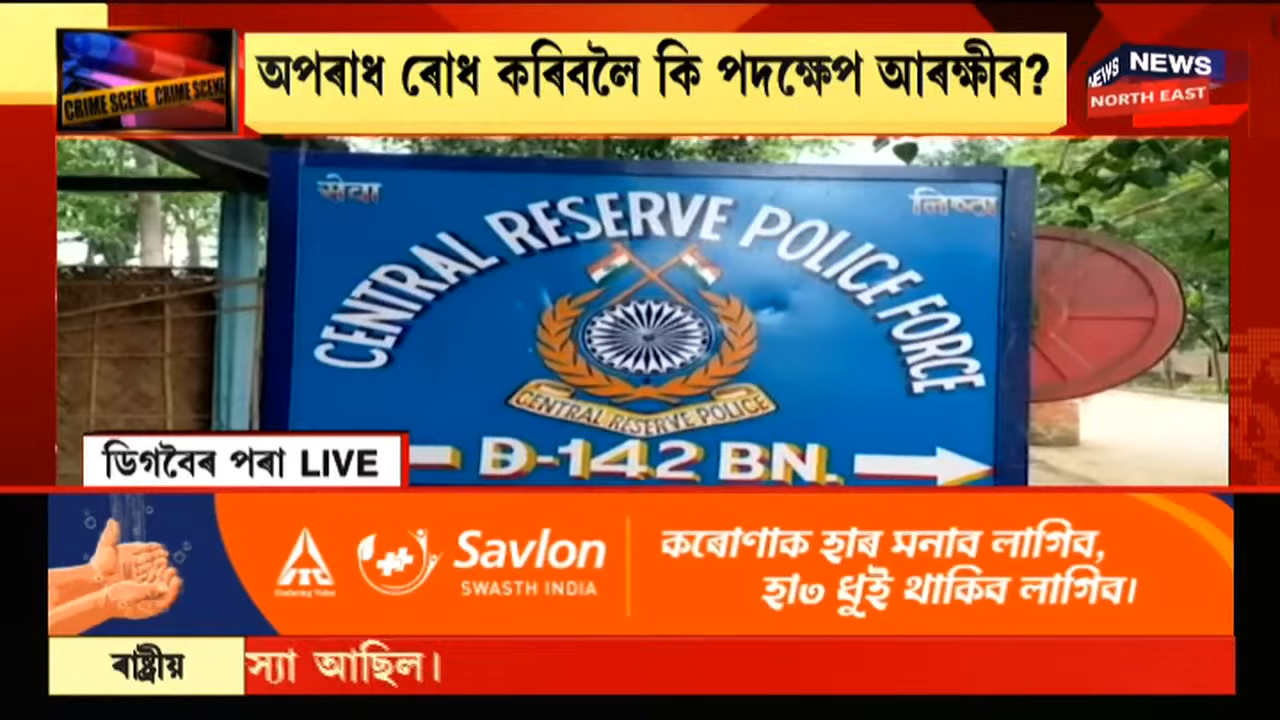 CRIME SCENE CRIME SCENE
অপৰাধ ৰোধ কৰিবলৈ কি পদক্ষেপ আৰক্ষীৰ?
NEWS NEWS
NORTH EAST
सेवा
निष्ठा
CENTRAL RESERVE POLICE FORCE
CENTRAL RESERVE POLICE
D-142 BN.
ডিগবৈৰ পৰা LIVE
ITC
Savlon
SWASTH INDIA
কৰোণাক হাৰ মনাব লাগিব,
হাত ধুই থাকিব লাগিব।
ৰাষ্ট্ৰীয়
স্যা আছিল।